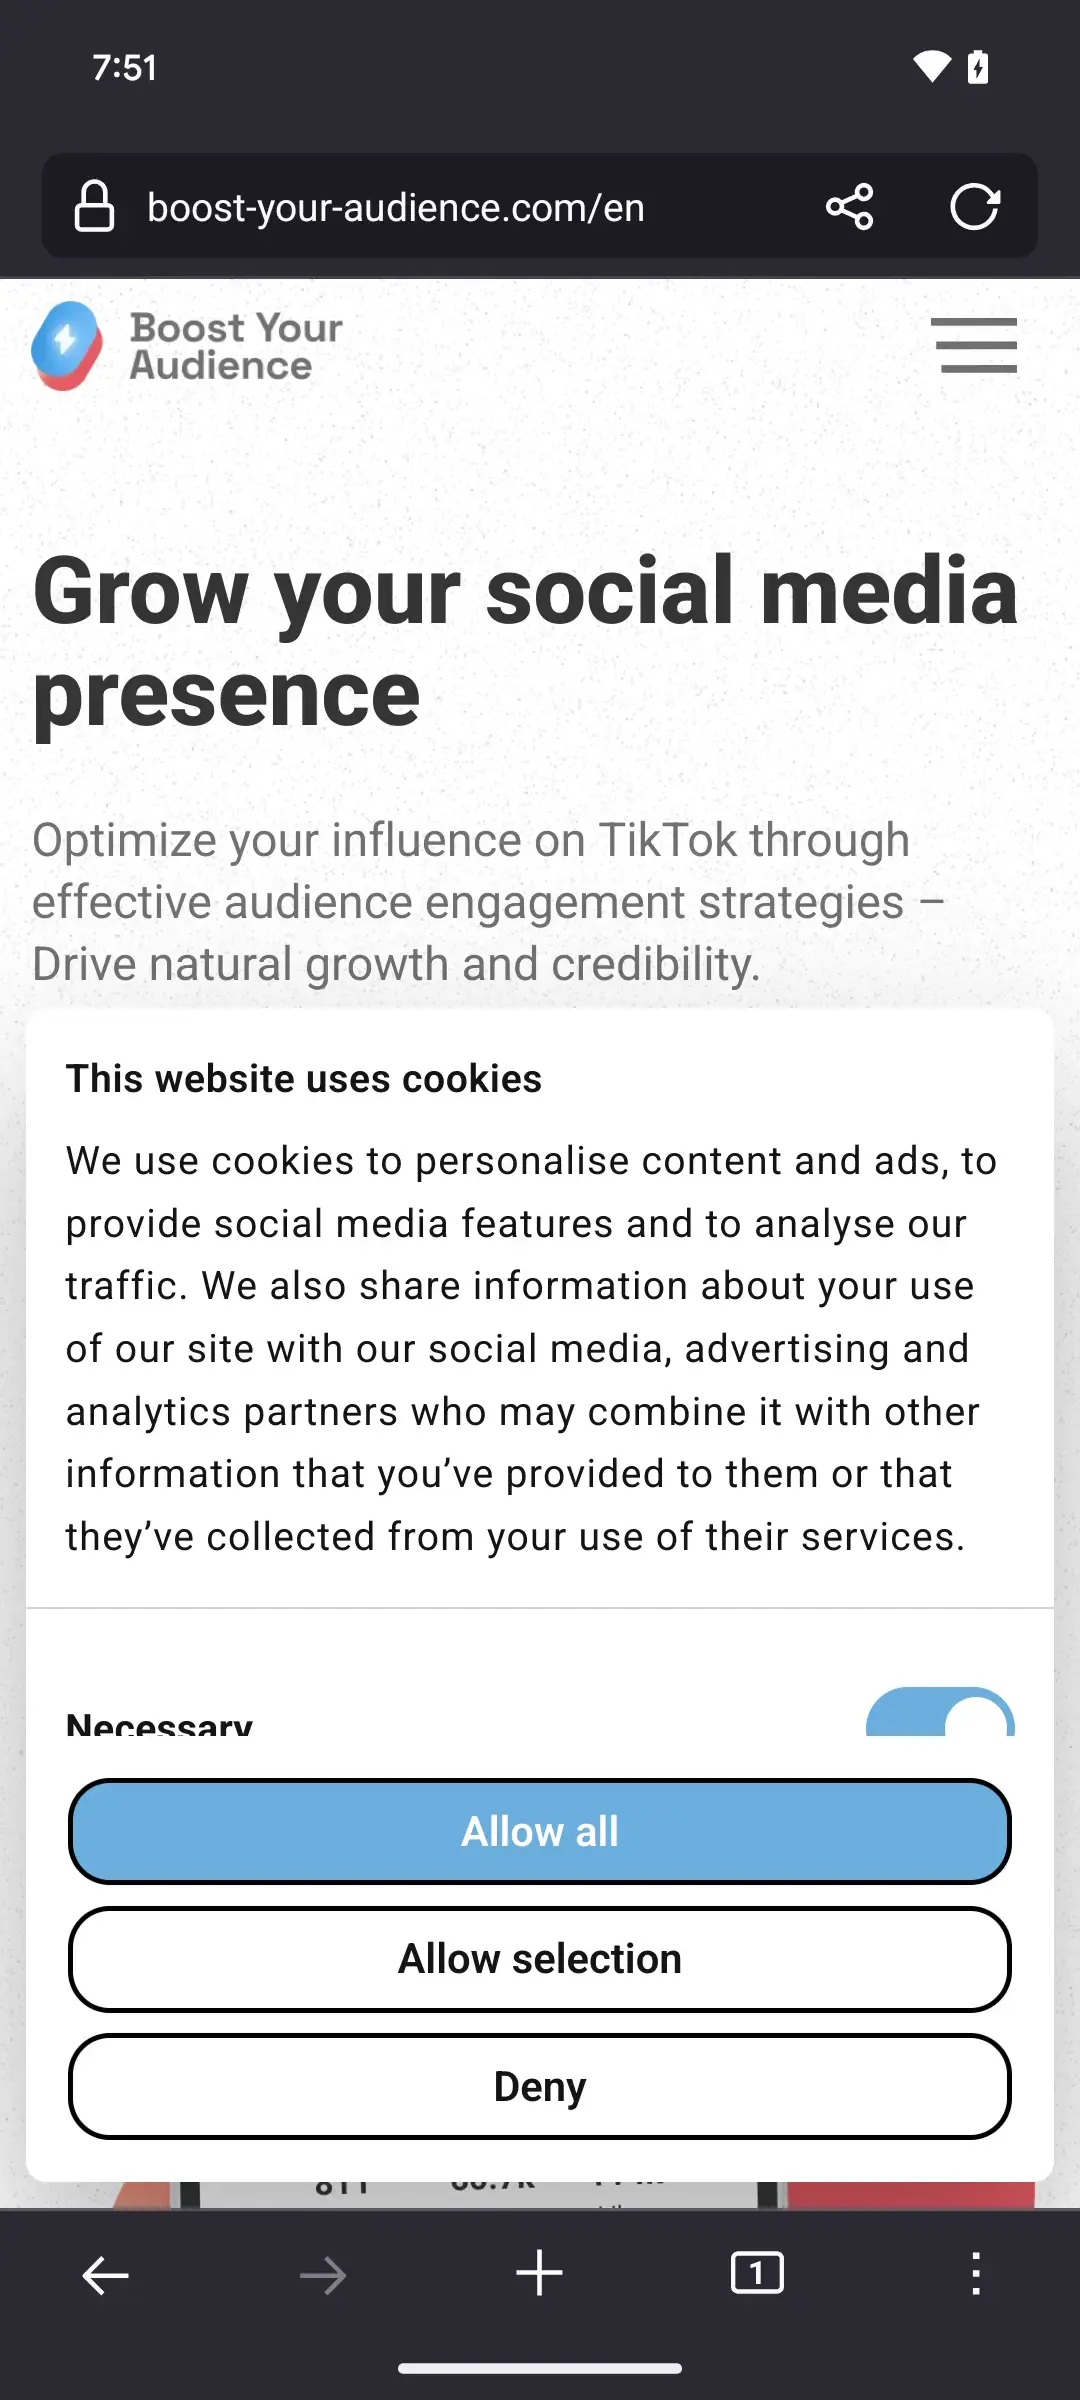 7:51
boost-your-audience.com/en
Boost Your
Audience
Grow your social media
presence
Optimize your influence on TikTok through
effective audience engagement strategies –
Drive natural growth and credibility.
This website uses cookies
We use cookies to personalise content and ads, to
provide social media features and to analyse our
traffic. We also share information about your use
of our site with our social media, advertising and
analytics partners who may combine it with other
information that you’ve provided to them or that
they’ve collected from your use of their services.
Necessary
Allow all
Allow selection
Deny
1